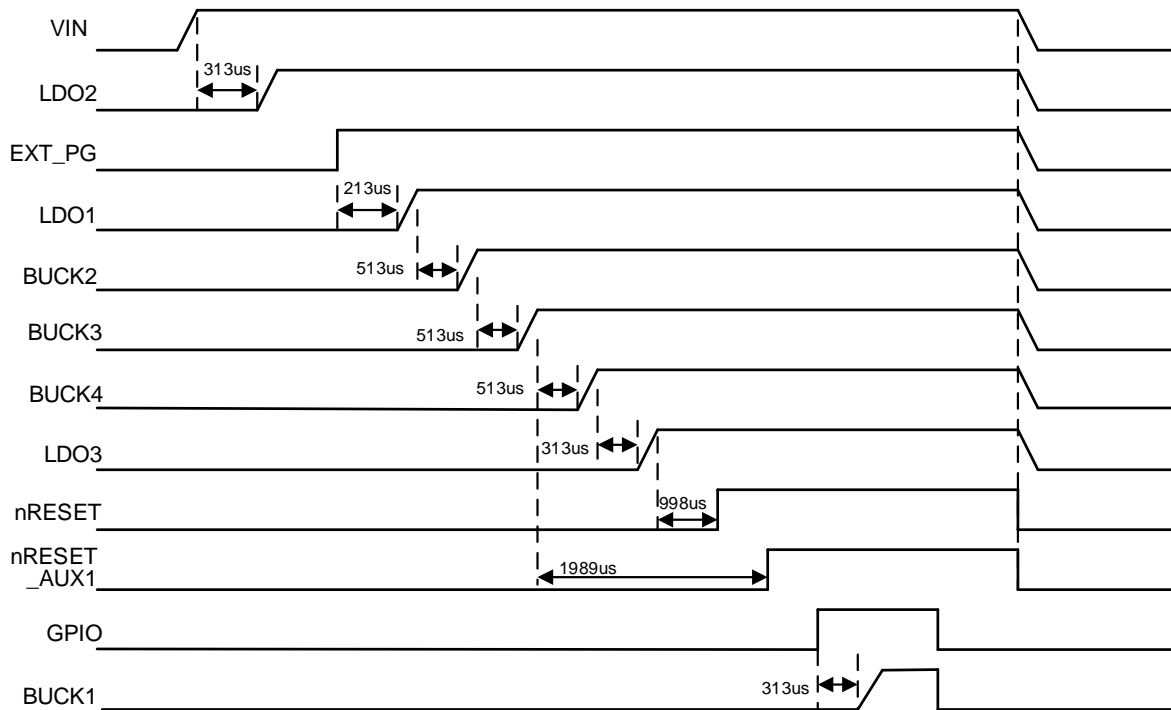 VIN
313us
LDO2
EXT_PG
213us
LDO1
513us
BUCK2
513us
BUCK3
513us
BUCK4
313us
LDO3
998us
nRESET
nRESET
_AUX1
1989us
GPIO
313us
BUCK1